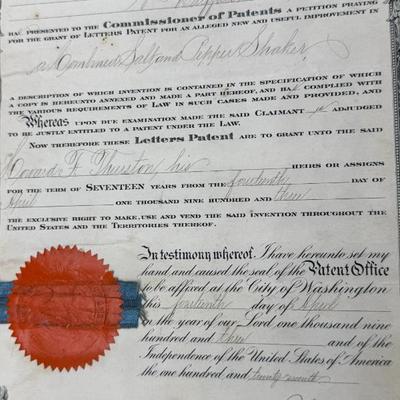 HAS PRESENTED TO THE Commissioner of Patents A PETITION PRAYING
FOR THE GRANT OF LETTERS PATENT FOR AN ALLEGED NEW AND USEFUL IMPROVEMENT IN
a Combined Salt and Pepper Shaker,
A DESCRIPTION OF WHICH INVENTION IS CONTAINED IN THE SPECIFICATION OF WHICH
A COPY IS HEREUNTO ANNEXED AND MADE A PART HEREOF, AND HAS COMPLIED WITH
THE VARIOUS REQUIREMENTS OF LAW IN SUCH CASES MADE AND PROVIDED, AND
Whereas UPON DUE EXAMINATION MADE THE SAID CLAIMANT is ADJUDGED
TO BE JUSTLY ENTITLED TO A PATENT UNDER THE LAW.
NOW THEREFORE THESE Letters Patent ARE TO GRANT UNTO THE SAID
Howard F. Thurston, his HEIRS OR ASSIGNS
FOR THE TERM OF SEVENTEEN YEARS FROM THE fourteenth DAY OF
April ONE THOUSAND NINE HUNDRED AND three
THE EXCLUSIVE RIGHT TO MAKE, USE AND VEND THE SAID INVENTION THROUGHOUT THE
UNITED STATES AND THE TERRITORIES THEREOF.
In testimony whereof, I have hereunto set my
hand and caused the seal of the Patent Office
to be affixed at the City of Washington
this fourteenth day of April
in the year of our Lord one thousand nine
hundred and three and of the
Independence of the United States of America
the one hundred and twenty seventh